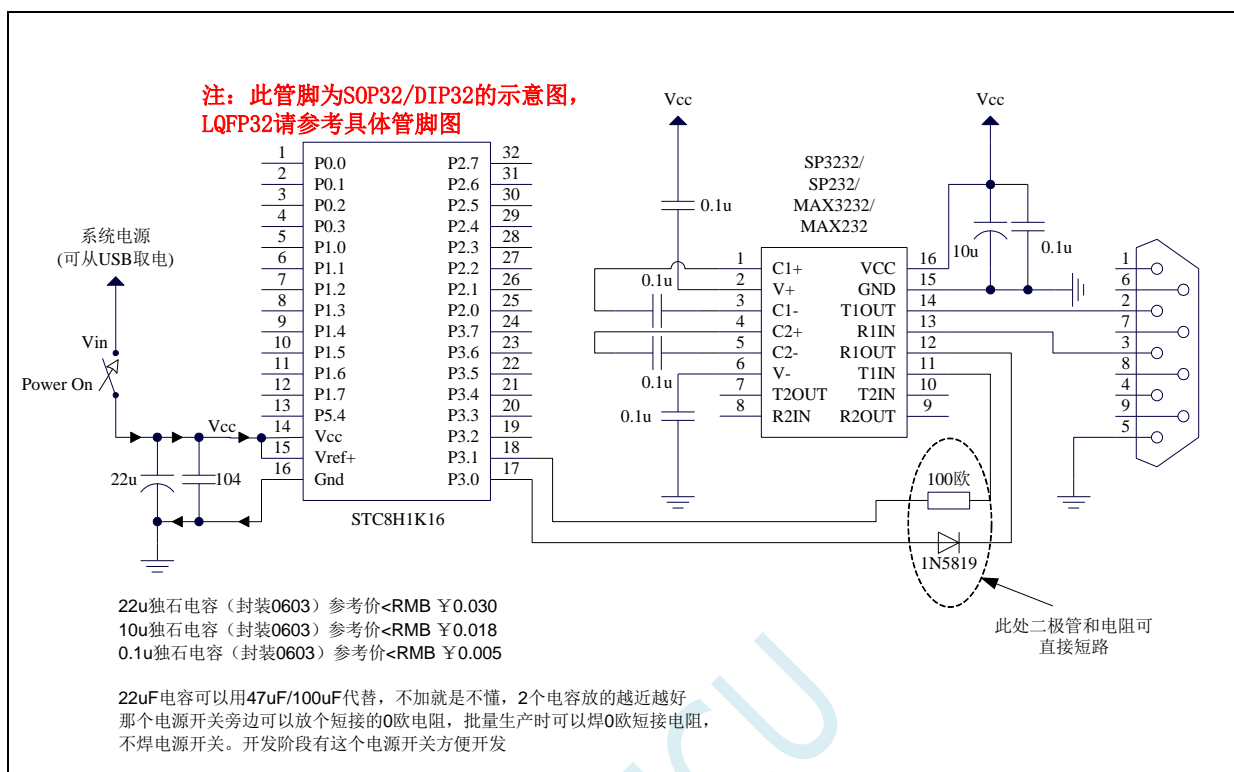 注：此管脚为SOP32/DIP32的示意图，
LQFP32请参考具体管脚图
系统电源
(可从USB取电)
Vin
Power On
Vcc
22u
104
1 P0.0
2 P0.1
3 P0.2
4 P0.3
5 P1.0
6 P1.1
7 P1.2
8 P1.3
9 P1.4
10 P1.5
11 P1.6
12 P1.7
13 P5.4
14 Vcc
15 Vref+
16 Gnd
P2.7 32
P2.6 31
P2.5 30
P2.4 29
P2.3 28
P2.2 27
P2.1 26
P2.0 25
P3.7 24
P3.6 23
P3.5 22
P3.4 21
P3.3 20
P3.2 19
P3.1 18
P3.0 17
STC8H1K16
Vcc
0.1u
0.1u
0.1u
0.1u
SP3232/
SP232/
MAX3232/
MAX232
1 C1+
2 V+
3 C1-
4 C2+
5 C2-
6 V-
7 T2OUT
8 R2IN
VCC 16
GND 15
T1OUT 14
R1IN 13
R1OUT 12
T1IN 11
T2IN 10
R2OUT 9
Vcc
10u
0.1u
1
6
2
7
3
8
4
9
5
100欧
1N5819
此处二极管和电阻可
直接短路
22u独石电容（封装0603）参考价<RMB ￥0.030
10u独石电容（封装0603）参考价<RMB ￥0.018
0.1u独石电容（封装0603）参考价<RMB ￥0.005
22uF电容可以用47uF/100uF代替，不加就是不懂，2个电容放的越近越好
那个电源开关旁边可以放个短接的0欧电阻，批量生产时可以焊0欧短接电阻，
不焊电源开关。开发阶段有这个电源开关方便开发